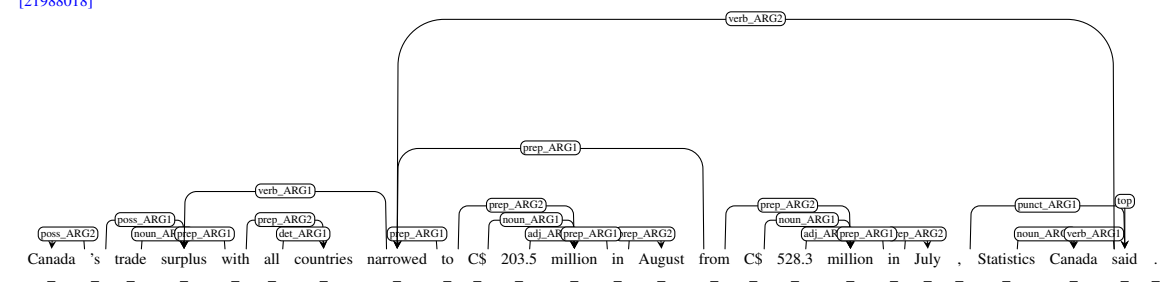 [21988018]
verb_ARG2
prep_ARG1
verb_ARG1
top
prep_ARG2 prep_ARG2 punct_ARG1
poss_ARG1 prep_ARG2 noun_ARG1 noun_ARG1
poss_ARG2 prep_ARG1 det_ARG1 prep_ARG1 prep_ARG1 prep_ARG1 verb_ARG1
Canada 's trade surplus with all countries narrowed to C$ 203.5 million in August from C$ 528.3 million in July , Statistics Canada said .
_ _ _ _ _ _ _ _ _ _ _ _ _ _ _ _ _ _ _ _ _ _ _ _ _